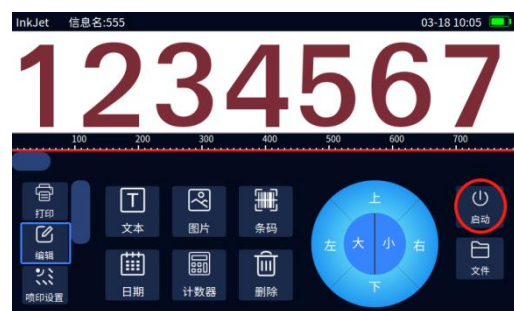 InkJet 信息名:555 03-18 10:05
1234567
100 200 300 400 500 600 700
打印 文本 图片 条码 上 启动
编辑 左 大 小 右 文件
喷印设置 日期 计数器 删除 下